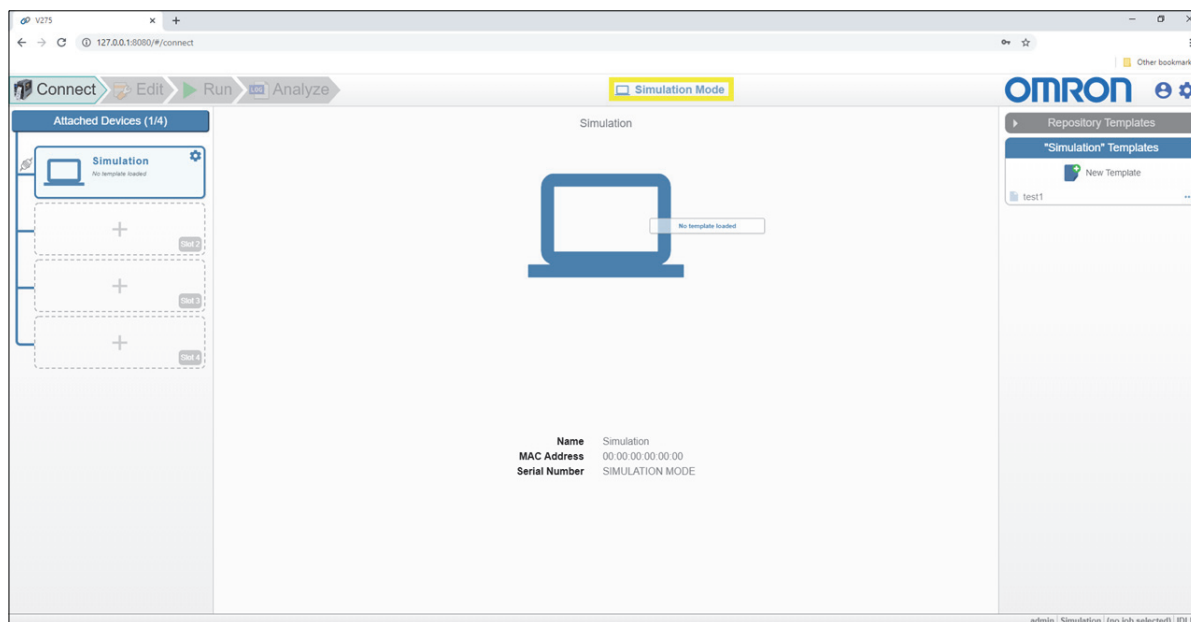 V275
127.0.0.1:8080/#/connect
Other bookmark
Connect Edit Run LOG Analyze
Simulation Mode
OMRON
Attached Devices (1/4)
Simulation
No template loaded
Slot 2
Slot 3
Slot 4
Simulation
No template loaded
Name Simulation
MAC Address 00:00:00:00:00:00
Serial Number SIMULATION MODE
Repository Templates
"Simulation" Templates
New Template
test1
admin Simulation (no job selected)